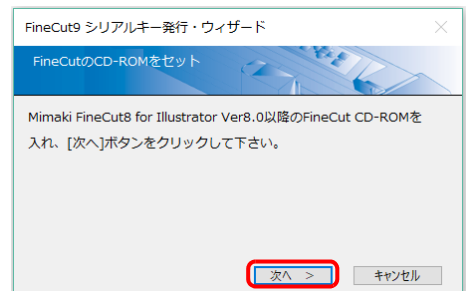 FineCut9 シリアルキー発行・ウィザード
FineCutのCD-ROMをセット
Mimaki FineCut8 for Illustrator Ver8.0以降のFineCut CD-ROMを
入れ、[次へ]ボタンをクリックして下さい。
次へ >
キャンセル